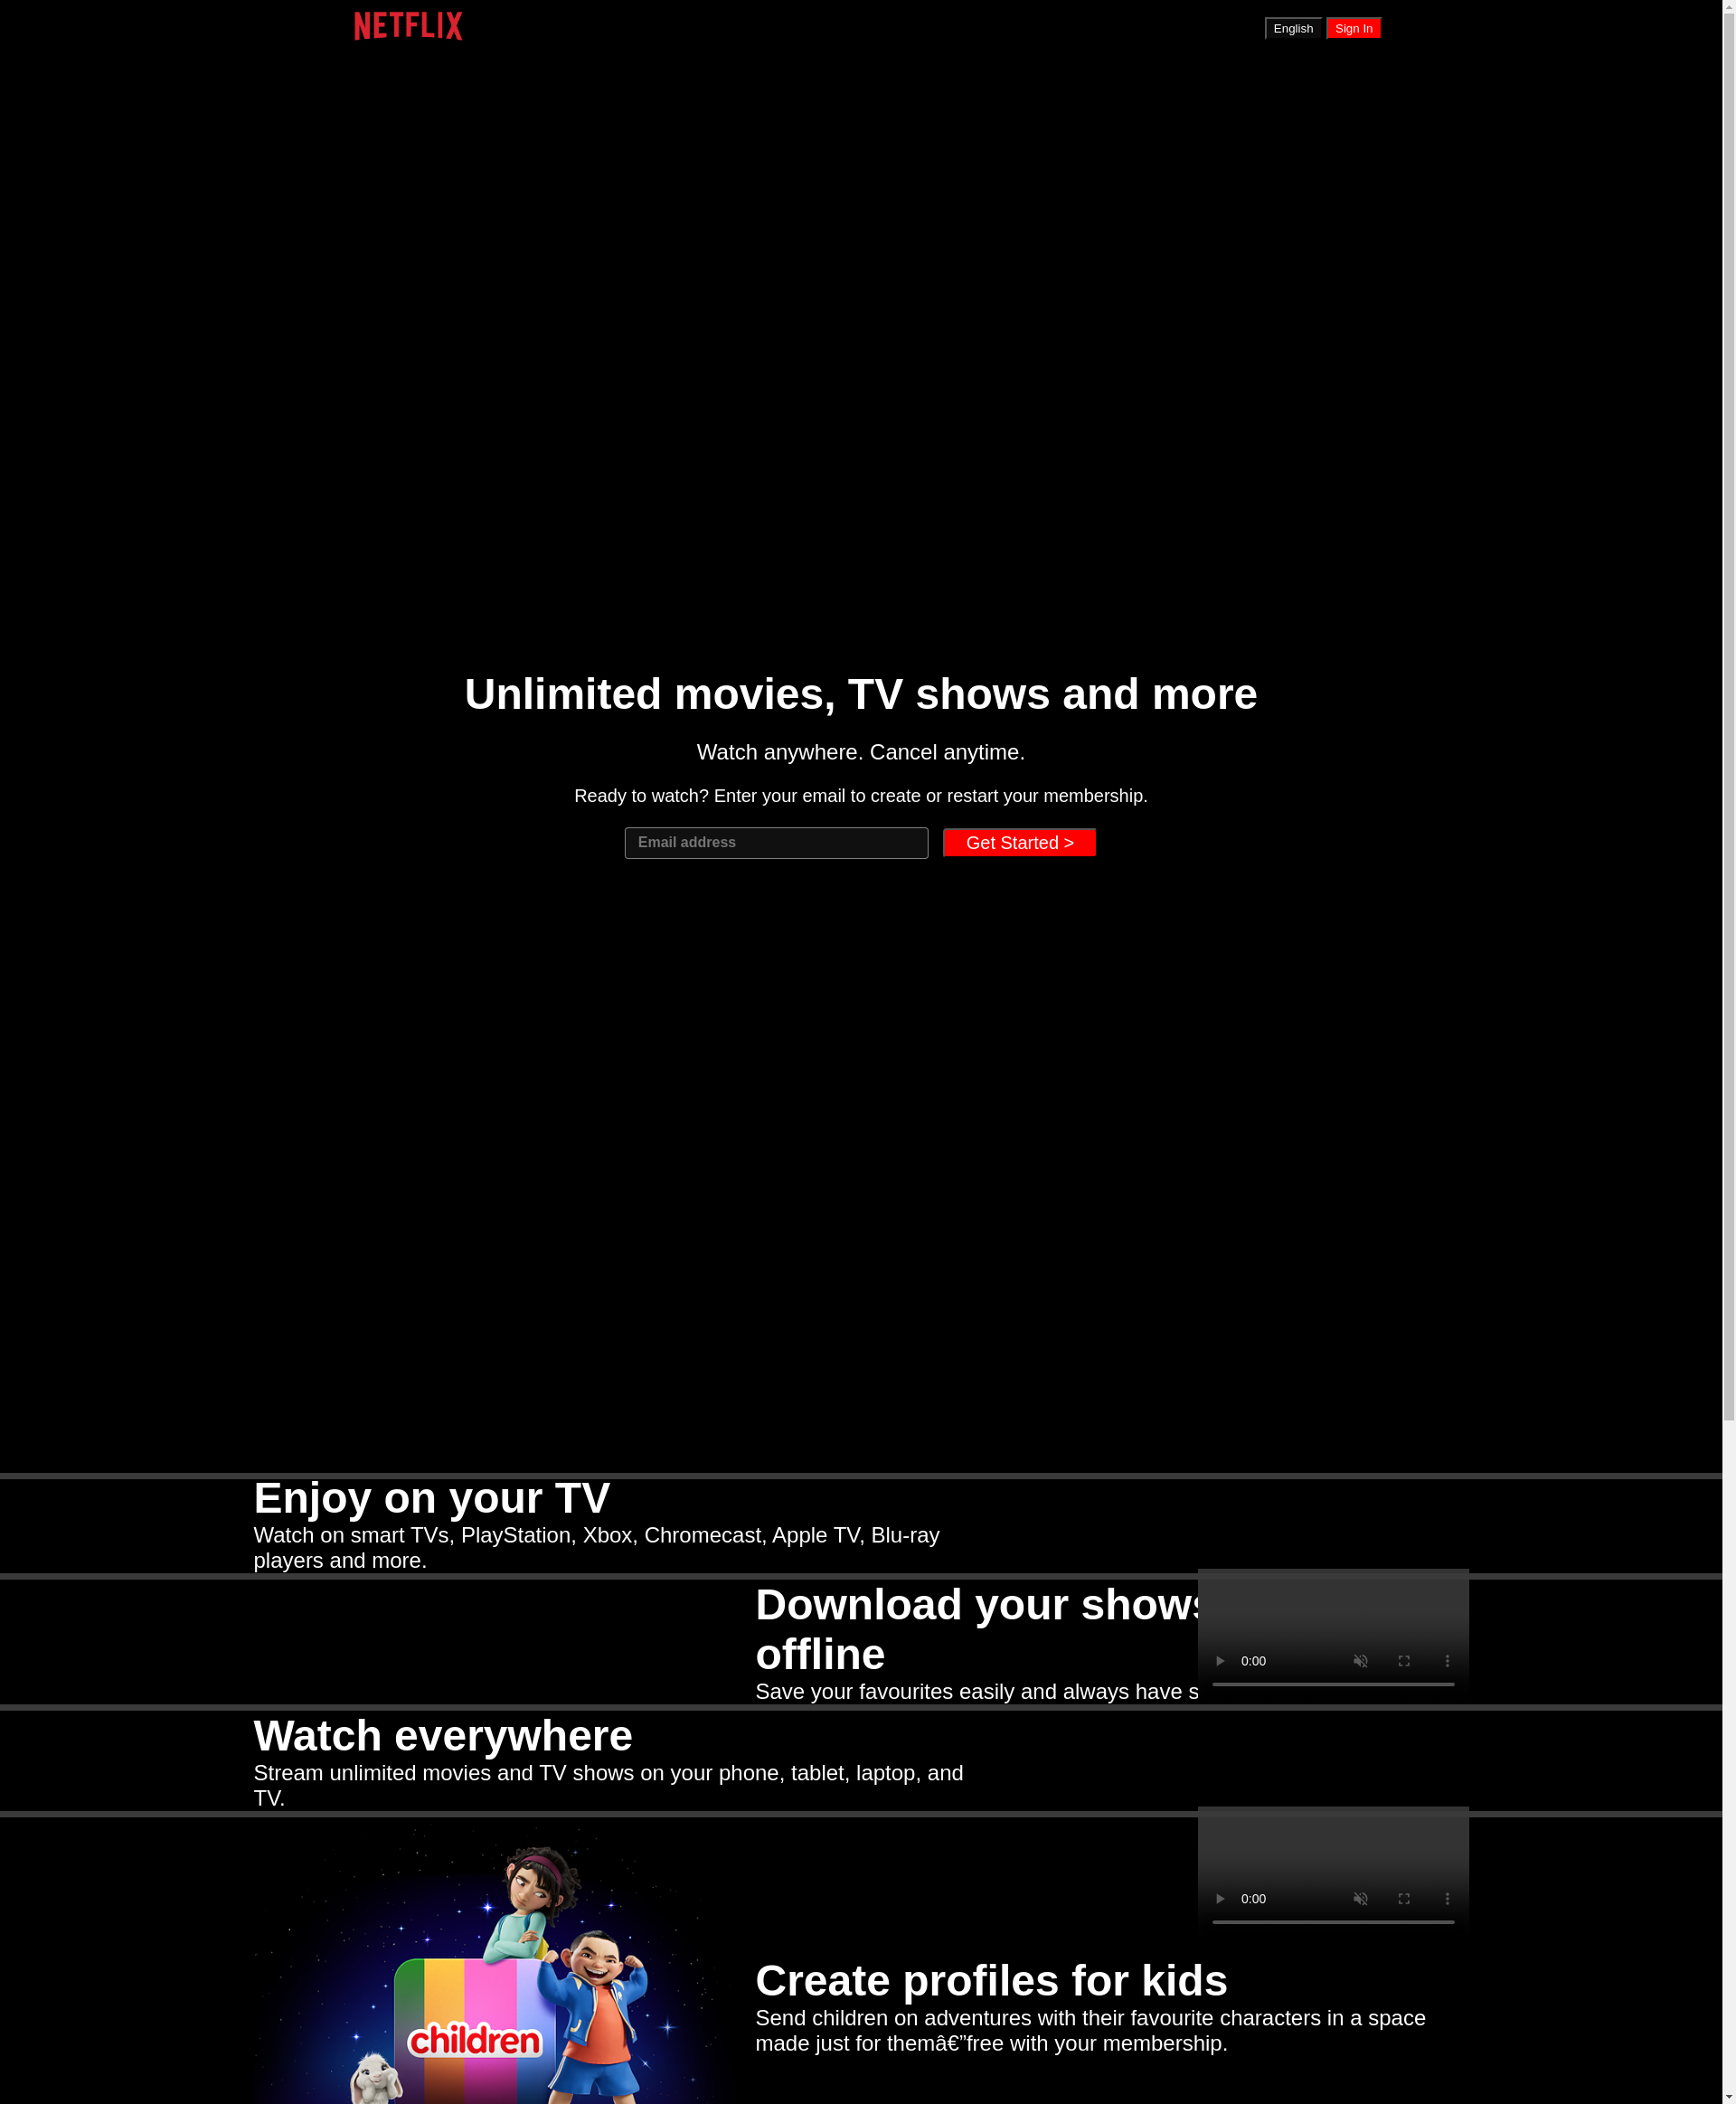 NETFLIX
English
Sign In
Unlimited movies, TV shows and more
Watch anywhere. Cancel anytime.
Ready to watch? Enter your email to create or restart your membership.
Email address
Get Started >
Enjoy on your TV
Watch on smart TVs, PlayStation, Xbox, Chromecast, Apple TV, Blu-ray
players and more.
Download your shows
offline
Save your favourites easily and always have s
0:00
Watch everywhere
Stream unlimited movies and TV shows on your phone, tablet, laptop, and
TV.
0:00
children
Create profiles for kids
Send children on adventures with their favourite characters in a space
made just for themâ€”free with your membership.